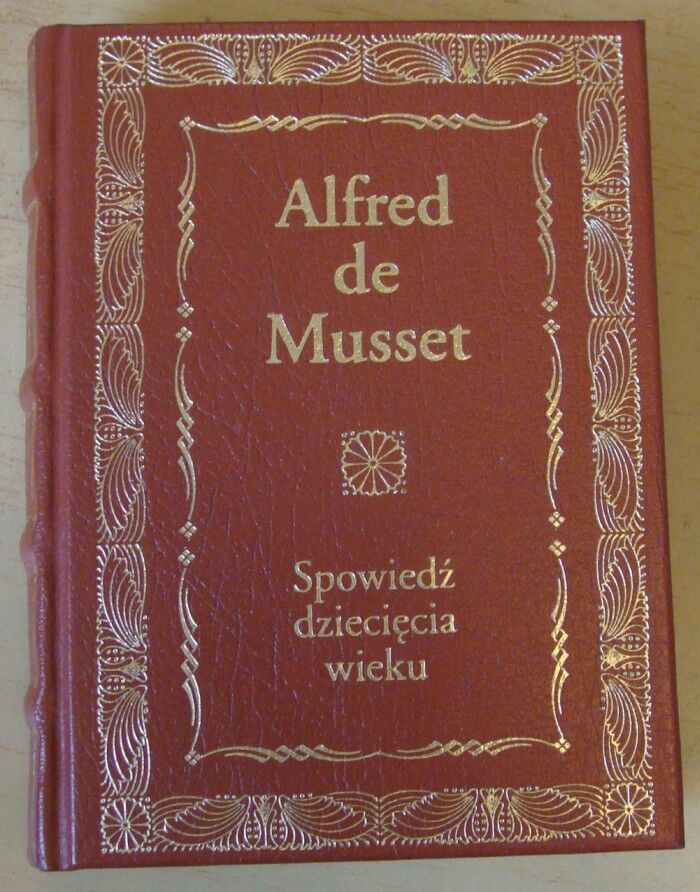 Alfred
de
Musset
Spowiedź
dziecięcia
wieku